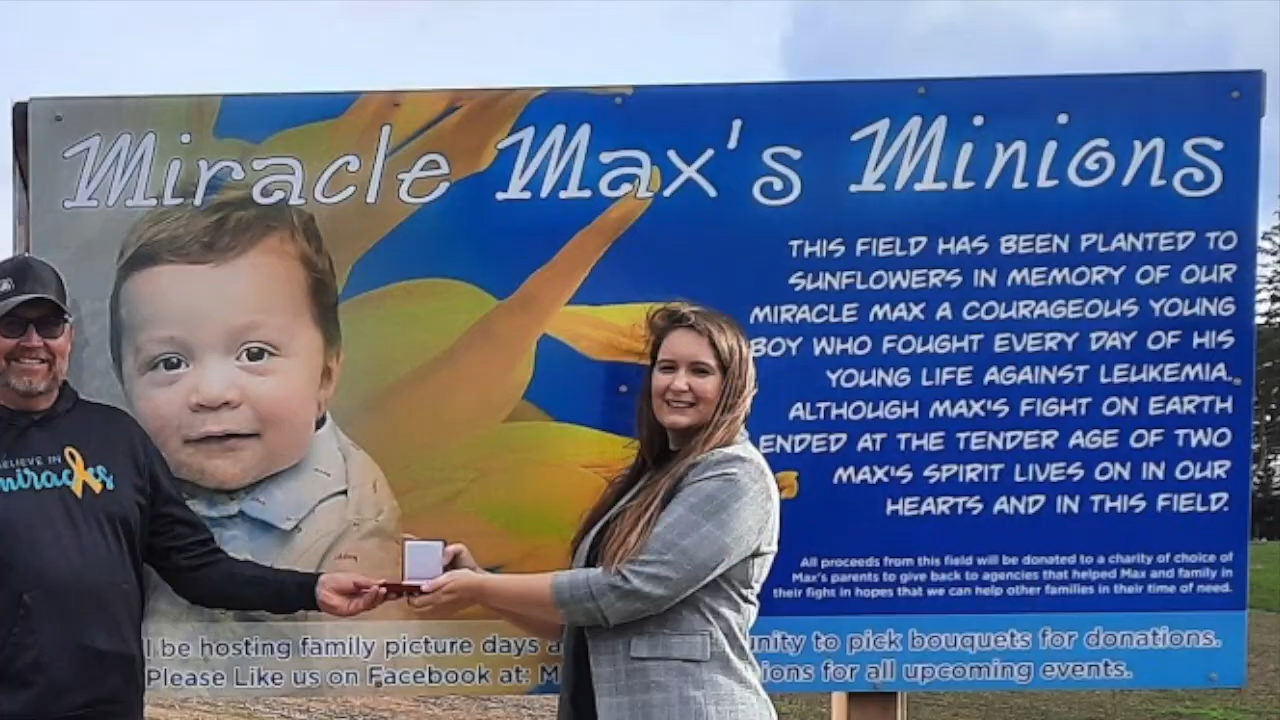 Miracle Max's Minions
THIS FIELD HAS BEEN PLANTED TO
SUNFLOWERS IN MEMORY OF OUR
MIRACLE MAX A COURAGEOUS YOUNG
BOY WHO FOUGHT EVERY DAY OF HIS
YOUNG LIFE AGAINST LEUKEMIA.
ALTHOUGH MAX'S FIGHT ON EARTH
ENDED AT THE TENDER AGE OF TWO
MAX'S SPIRIT LIVES ON IN OUR
HEARTS AND IN THIS FIELD.
All proceeds from this field will be donated to a charity of choice of
Max's parents to give back to agencies that helped Max and family in
their fight in hopes that we can help other families in their time of need.
be hosting family picture days
to pick bouquets for donations.
Please Like us on Facebook at:
for all upcoming events.
IN
miracles